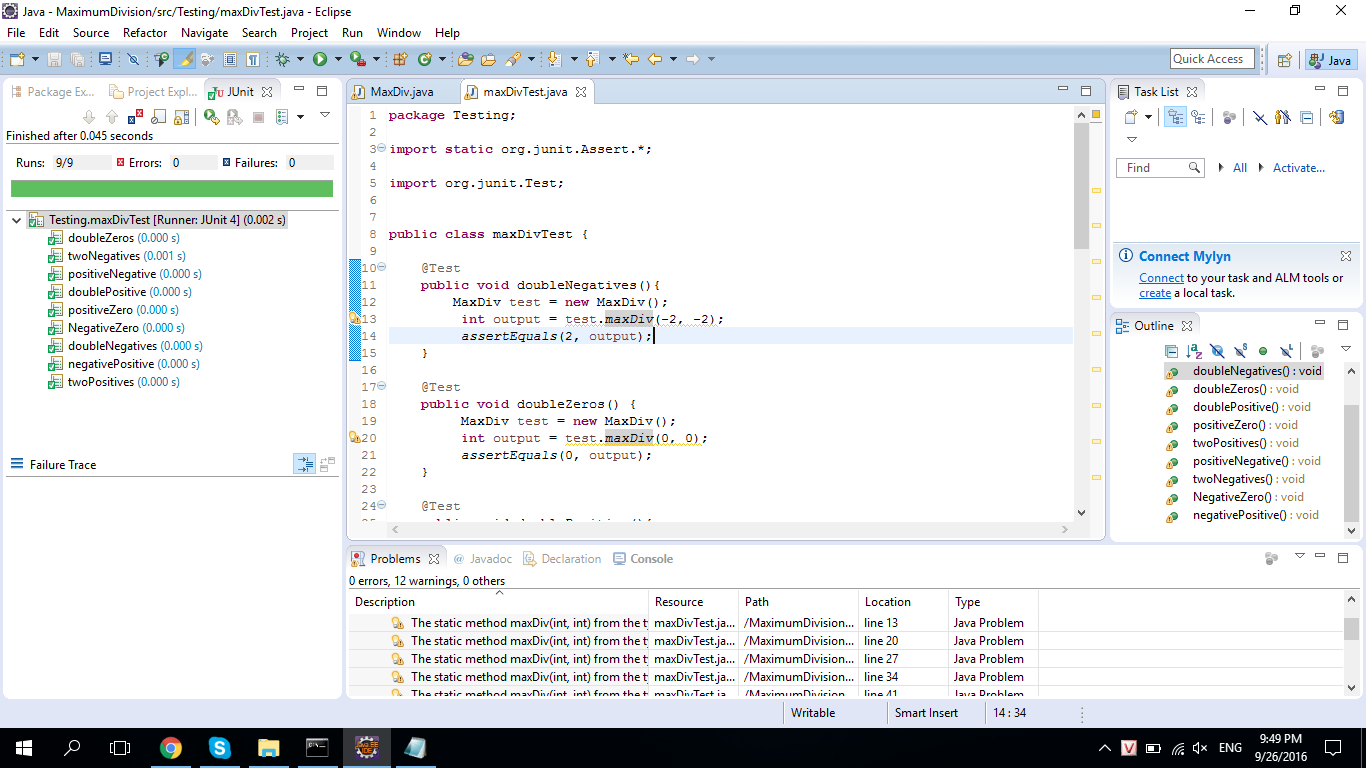 Java - MaximumDivision/src/Testing/maxDivTest.java - Eclipse
File Edit Source Refactor Navigate Search Project Run Window Help
Quick Access
Java
Package Ex...
Project Expl...
JUnit
Finished after 0.045 seconds
Runs: 9/9 Errors: 0 Failures: 0
Testing.maxDivTest [Runner: JUnit 4] (0.002 s)
doubleZeros (0.000 s)
twoNegatives (0.001 s)
positiveNegative (0.000 s)
doublePositive (0.000 s)
positiveZero (0.000 s)
NegativeZero (0.000 s)
doubleNegatives (0.000 s)
negativePositive (0.000 s)
twoPositives (0.000 s)
Failure Trace
MaxDiv.java
maxDivTest.java
1 package Testing;
2
3 import static org.junit.Assert.*;
4
5 import org.junit.Test;
6
7
8 public class maxDivTest {
9
10 @Test
11 public void doubleNegatives(){
12 MaxDiv test = new MaxDiv();
13 int output = test.maxDiv(-2, -2);
14 assertEquals(2, output);
15 }
16
17 @Test
18 public void doubleZeros() {
19 MaxDiv test = new MaxDiv();
20 int output = test.maxDiv(0, 0);
21 assertEquals(0, output);
22 }
23
24 @Test
Task List
Find
All
Activate...
Connect Mylyn
Connect to your task and ALM tools or
create a local task.
Outline
doubleNegatives() : void
doubleZeros() : void
doublePositive() : void
positiveZero() : void
twoPositives() : void
positiveNegative() : void
twoNegatives() : void
NegativeZero() : void
negativePositive() : void
Problems
@ Javadoc
Declaration
Console
0 errors, 12 warnings, 0 others
Description Resource Path Location Type
The static method maxDiv(int, int) from the ty maxDivTest.ja... /MaximumDivision... line 13 Java Problem
The static method maxDiv(int, int) from the ty maxDivTest.ja... /MaximumDivision... line 20 Java Problem
The static method maxDiv(int, int) from the ty maxDivTest.ja... /MaximumDivision... line 27 Java Problem
The static method maxDiv(int, int) from the ty maxDivTest.ja... /MaximumDivision... line 34 Java Problem
The static method maxDiv(int, int) from the ty maxDivTest.ja... /MaximumDivision... line 41 Java Problem
Writable
Smart Insert
14 : 34
ENG
9:49 PM
9/26/2016